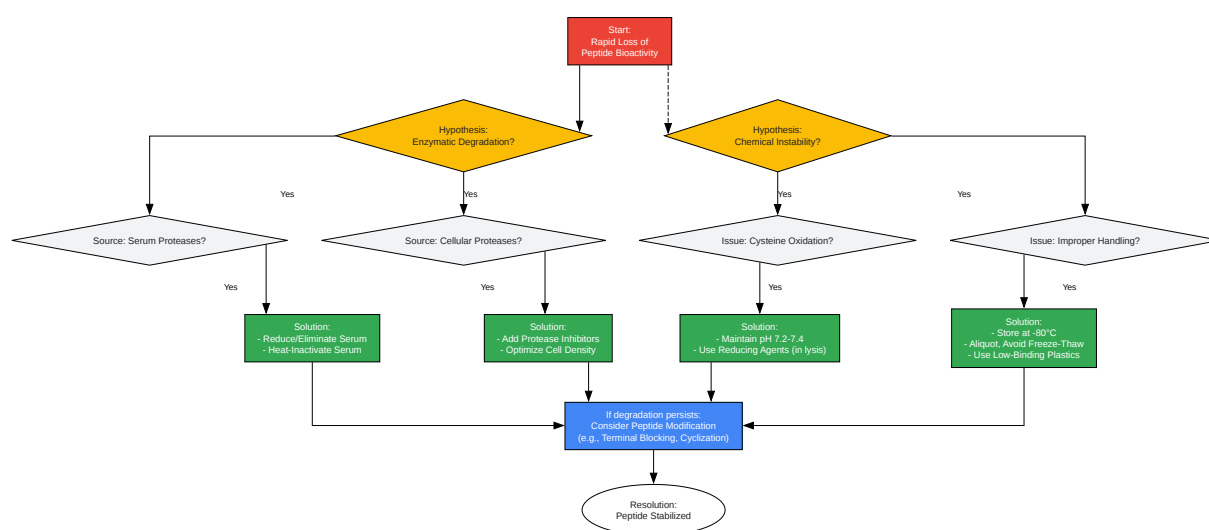 Start:
Rapid Loss of
Peptide Bioactivity
Hypothesis:
Enzymatic Degradation?
Hypothesis:
Chemical Instability?
Yes
Yes
Yes
Yes
Source: Serum Proteases?
Source: Cellular Proteases?
Issue: Cysteine Oxidation?
Issue: Improper Handling?
Yes
Yes
Yes
Yes
Solution:
- Reduce/Eliminate Serum
- Heat-Inactivate Serum
Solution:
- Add Protease Inhibitors
- Optimize Cell Density
Solution:
- Maintain pH 7.2-7.4
- Use Reducing Agents (in lysis)
Solution:
- Store at -80°C
- Aliquot, Avoid Freeze-Thaw
- Use Low-Binding Plastics
If degradation persists:
Consider Peptide Modification
(e.g., Terminal Blocking, Cyclization)
Resolution:
Peptide Stabilized